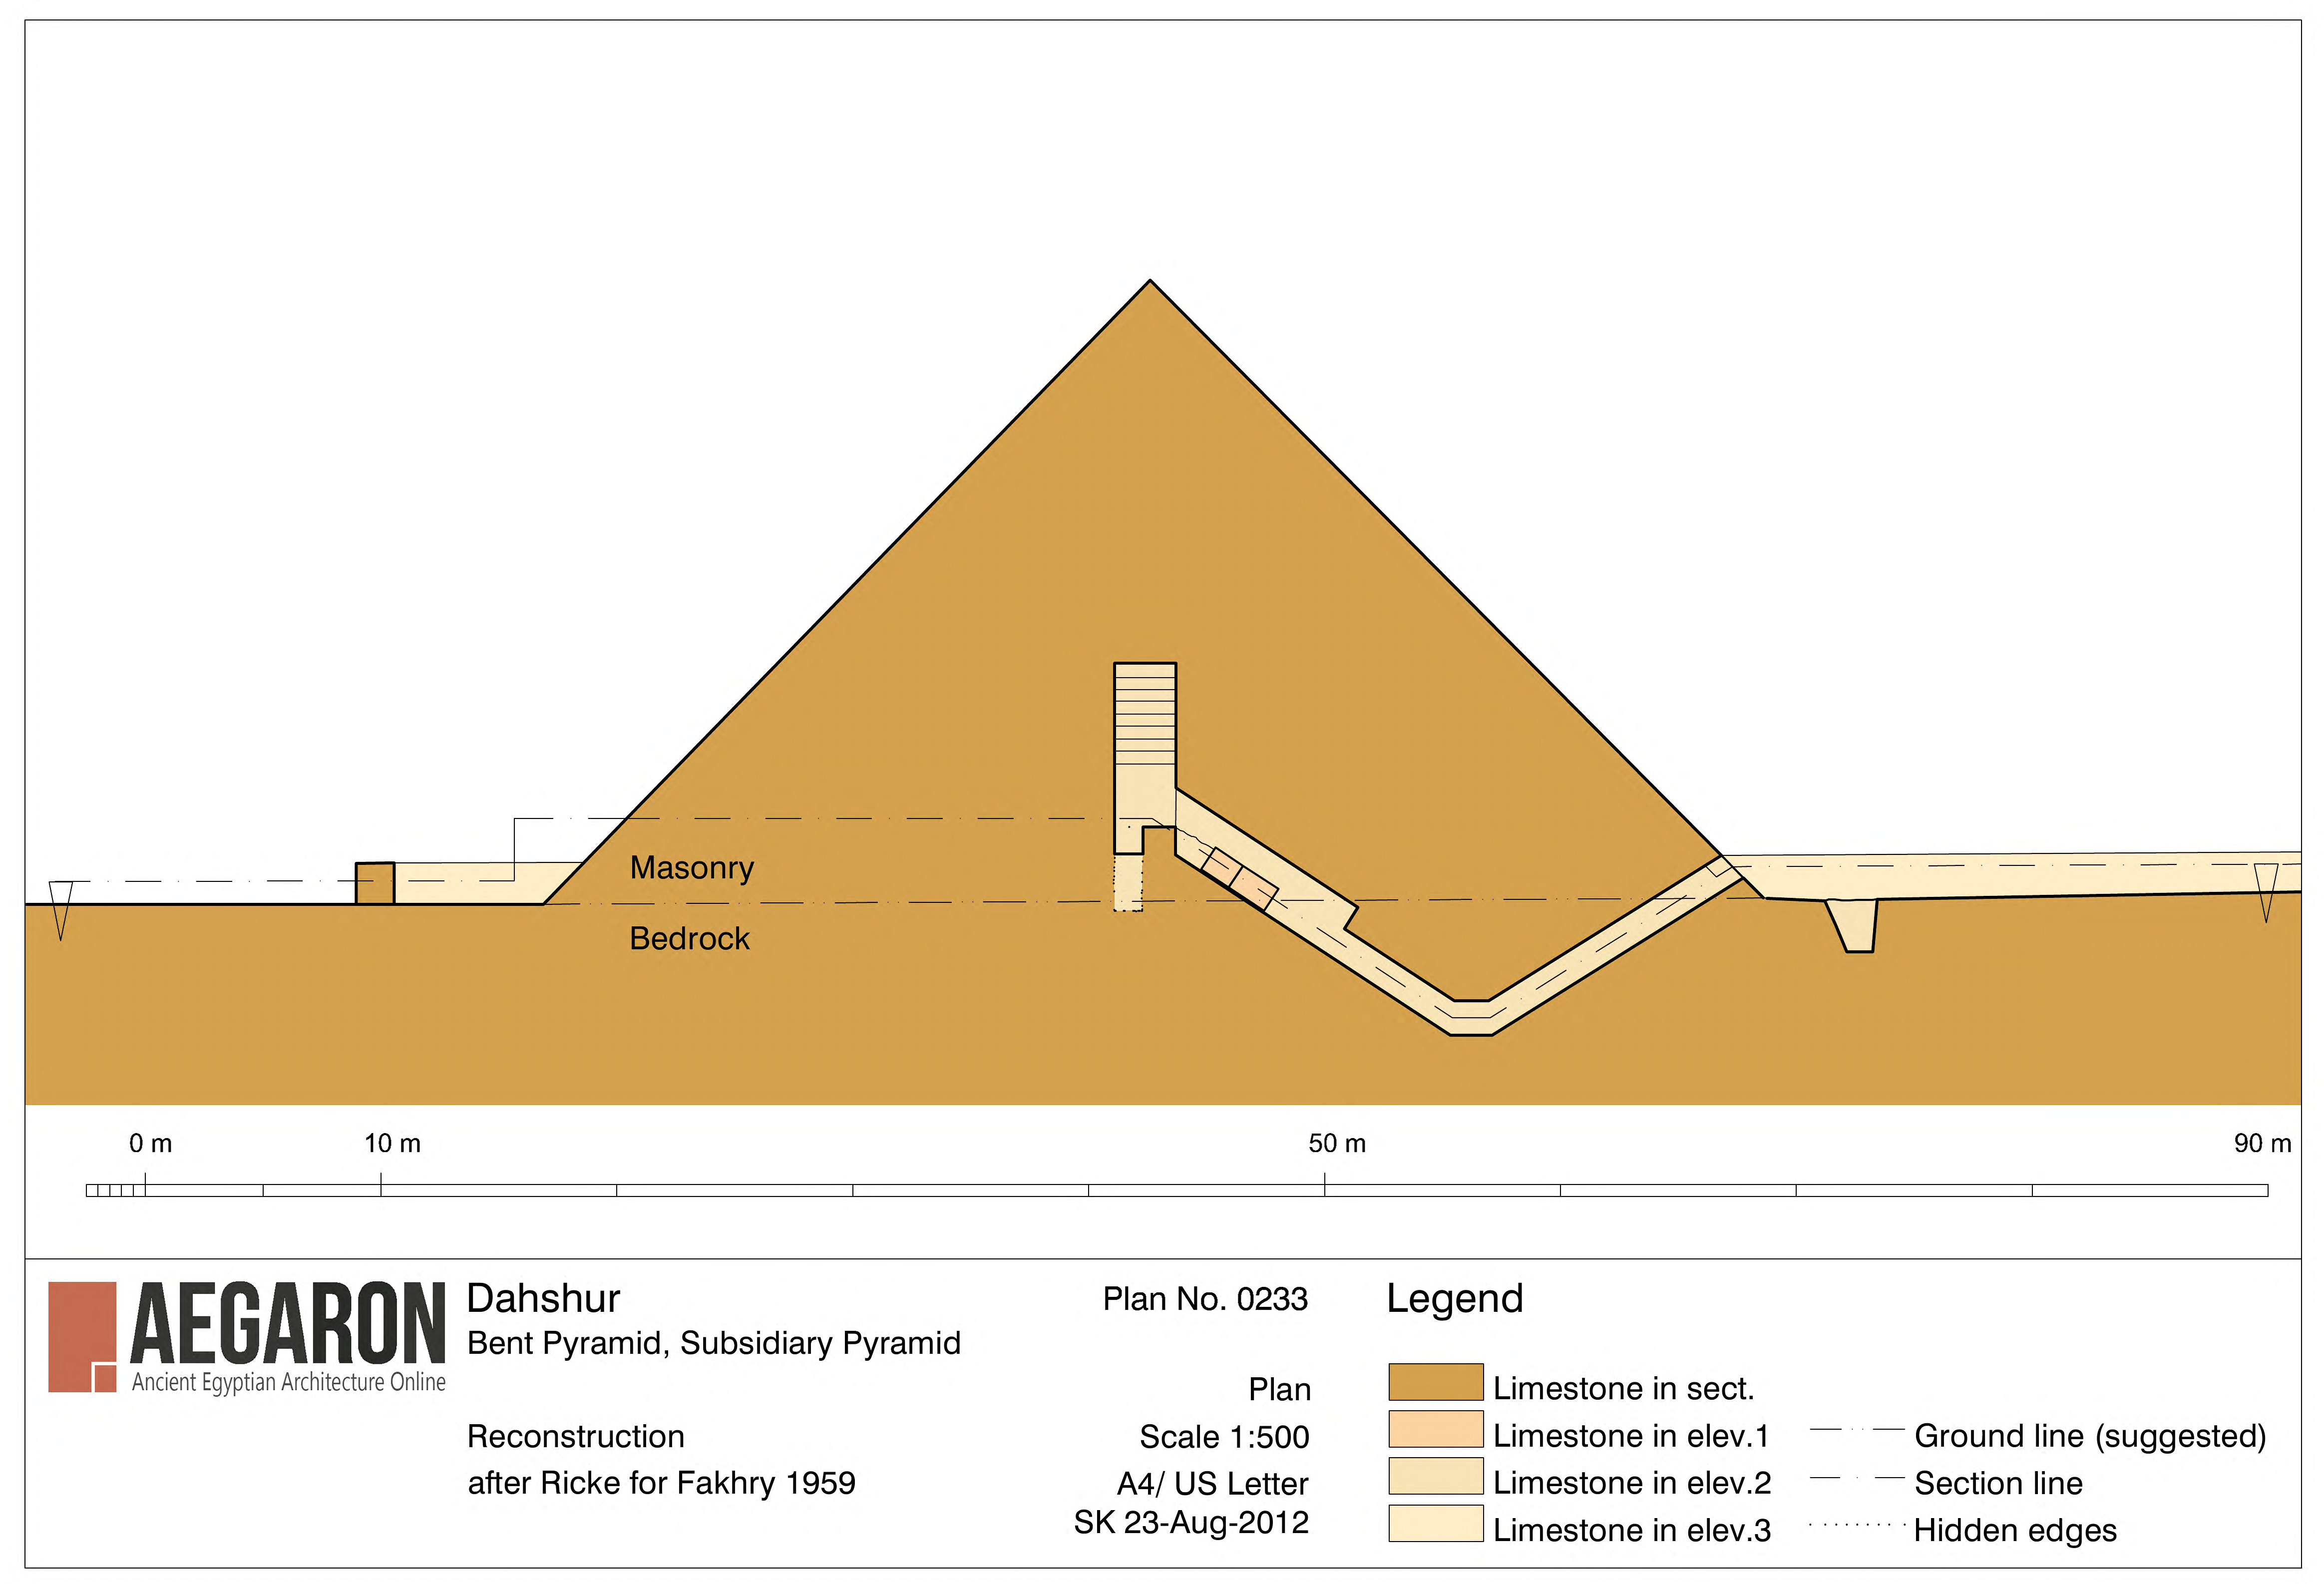 Masonry
Bedrock
0 m
10 m
50 m
90 m
AEGARON
Ancient Egyptian Architecture Online
Dahshur
Bent Pyramid, Subsidiary Pyramid
Reconstruction
after Ricke for Fakhry 1959
Plan No. 0233
Plan
Scale 1:500
A4/ US Letter
SK 23-Aug-2012
Legend
Limestone in sect.
Limestone in elev.1
Limestone in elev.2
Limestone in elev.3
Ground line (suggested)
Section line
Hidden edges